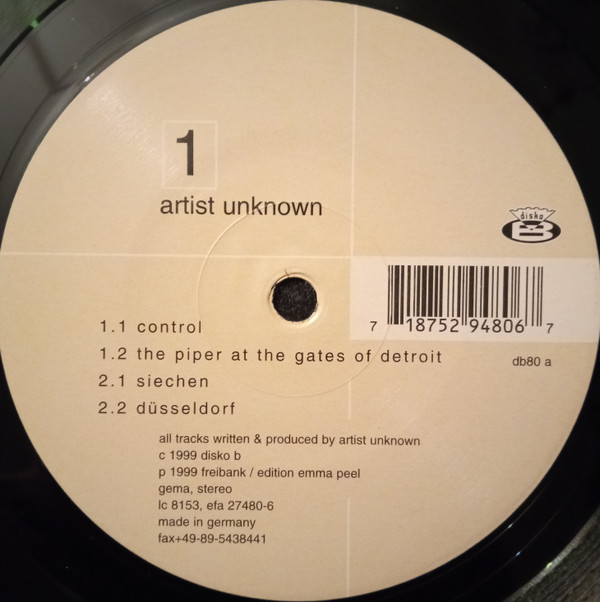 1
artist unknown
disko
B
7 18752 94806 7
db80 a
1.1 control
1.2 the piper at the gates of detroit
2.1 siechen
2.2 düsseldorf
all tracks written & produced by artist unknown
c 1999 disko b
p 1999 freibank / edition emma peel
gema, stereo
lc 8153, efa 27480-6
made in germany
fax+49-89-5438441